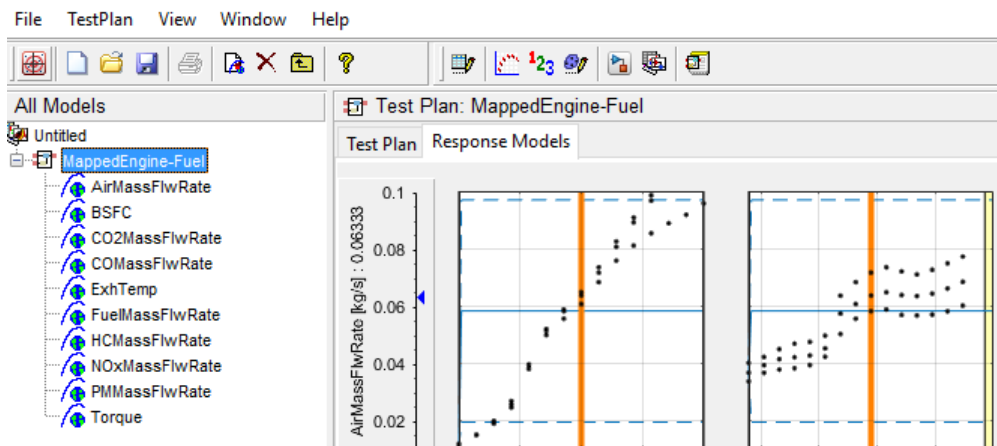 File TestPlan View Window Help
All Models
Untitled
MappedEngine-Fuel
AirMassFlwRate
BSFC
CO2MassFlwRate
COMassFlwRate
ExhTemp
FuelMassFlwRate
HCMassFlwRate
NOxMassFlwRate
PMMassFlwRate
Torque
Test Plan: MappedEngine-Fuel
Test Plan Response Models
AirMassFlwRate [kg/s] : 0.06333
0.1
0.08
0.06
0.04
0.02